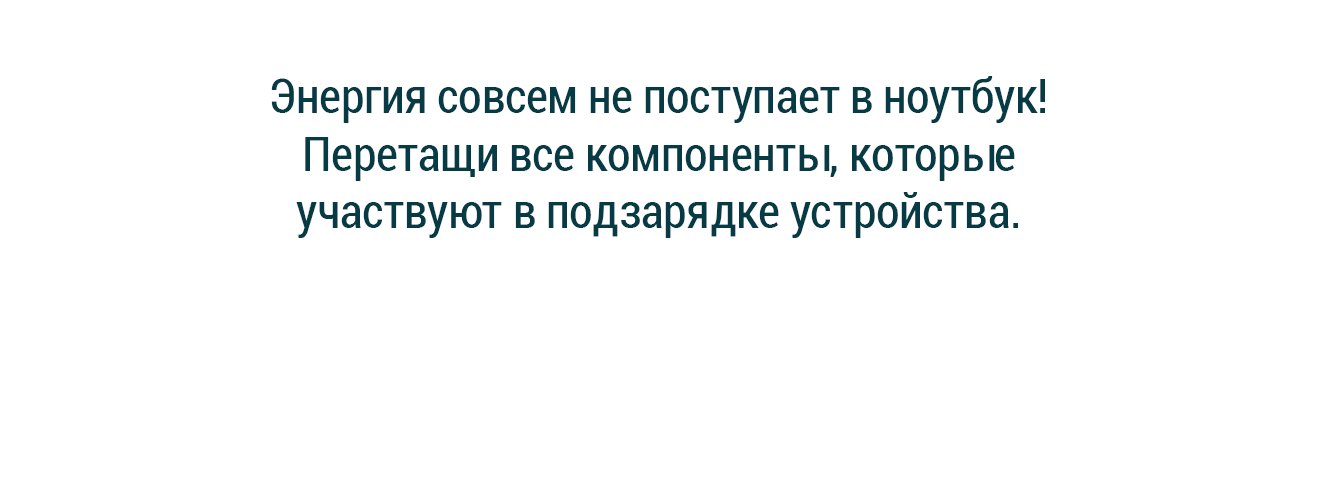 Энергия совсем не поступает в ноутбук!
Перетащи все компоненты, которые
участвуют в подзарядке устройства.